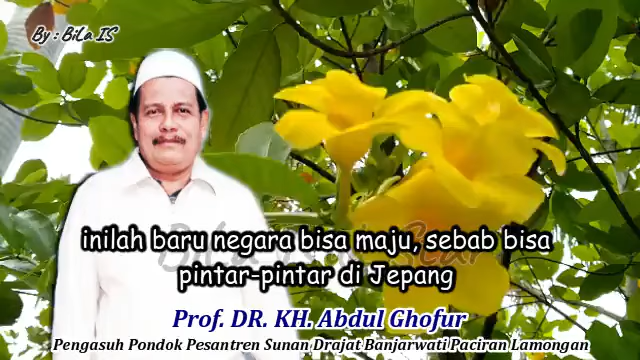 By : BiLa IS
inilah baru negara bisa maju, sebab bisa
pintar-pintar di Jepang
Prof. DR. KH. Abdul Ghofur
Pengasuh Pondok Pesantren Sunan Drajat Banjarwati Paciran Lamongan